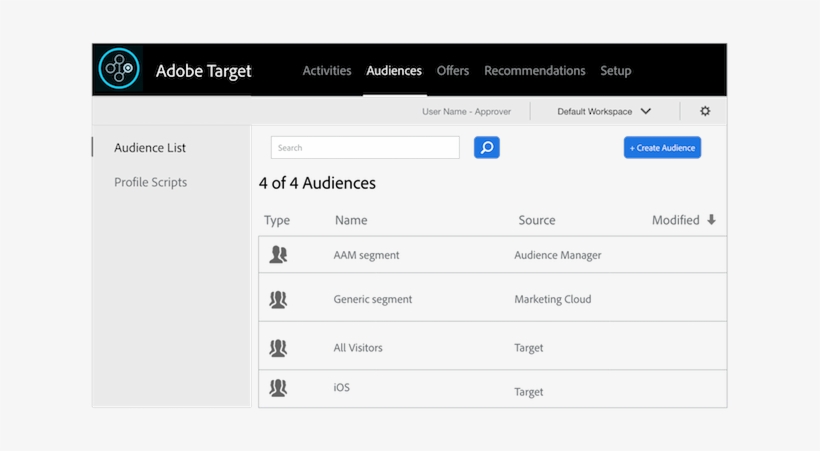 Adobe Target Activities Audiences Offers Recommendations Setup
User Name - Approver Default Workspace
Audience List Search + Create Audience
Profile Scripts 4 of 4 Audiences
Type Name Source Modified
AAM segment Audience Manager
Generic segment Marketing Cloud
All Visitors Target
iOS Target